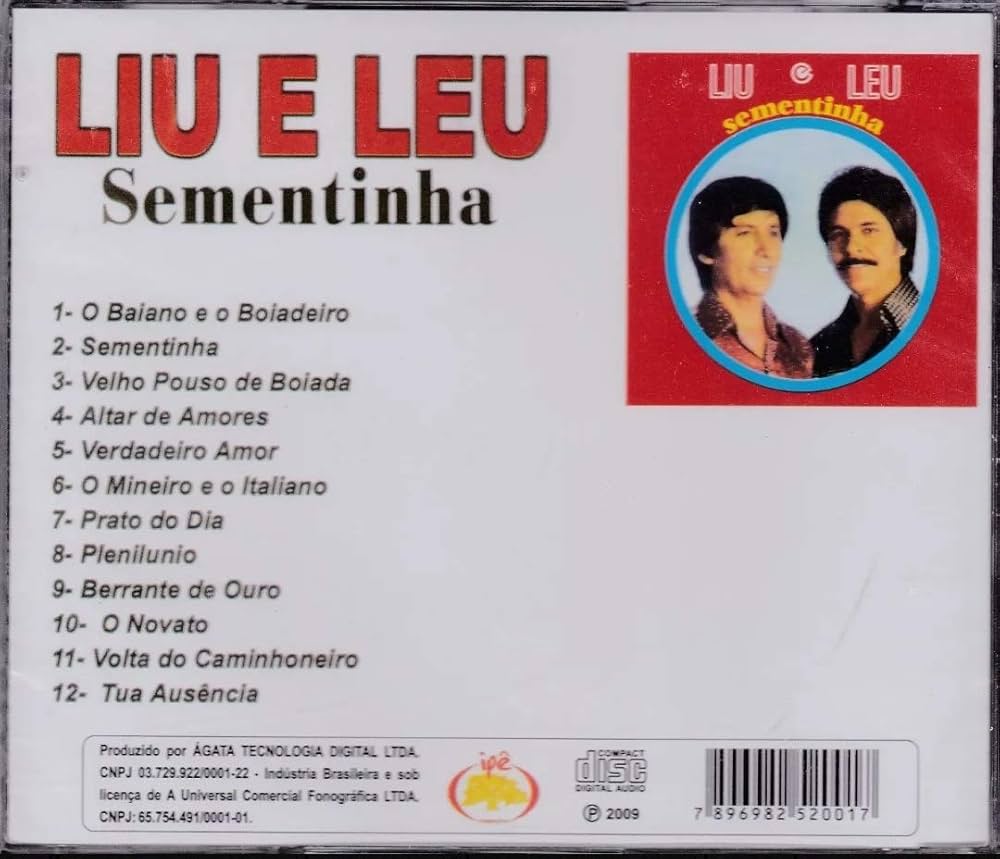 LIU E LEU
Sementinha
LIU e LEU
sementinha
1- O Baiano e o Boiadeiro
2- Sementinha
3- Velho Pouso de Boiada
4- Altar de Amores
5- Verdadeiro Amor
6- O Mineiro e o Italiano
7- Prato do Dia
8- Plenilunio
9- Berrante de Ouro
10- O Novato
11- Volta do Caminhoneiro
12- Tua Ausência
Produzido por ÁGATA TECNOLOGIA DIGITAL LTDA.
CNPJ 03.729.922/0001-22 - Indústria Brasileira e sob
licença de A Universal Comercial Fonográfica LTDA.
CNPJ: 65.754.491/0001-01.
ipê
COMPACT
disc
DIGITAL AUDIO
℗ 2009
7 896982 520017